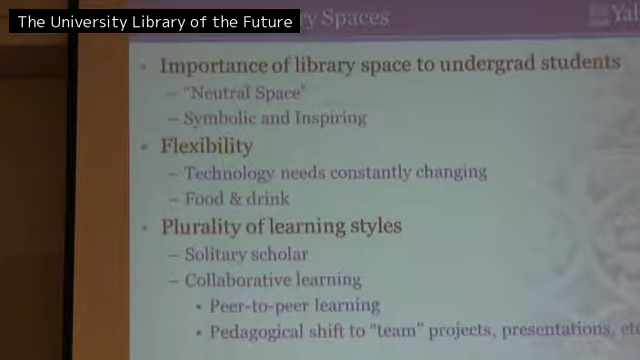 The University Library of the Future
ry Spaces
Yal
• Importance of library space to undergrad students
– "Neutral Space"
– Symbolic and Inspiring
• Flexibility
– Technology needs constantly changing
– Food & drink
• Plurality of learning styles
– Solitary scholar
– Collaborative learning
• Peer-to-peer learning
• Pedagogical shift to "team" projects, presentations, etc